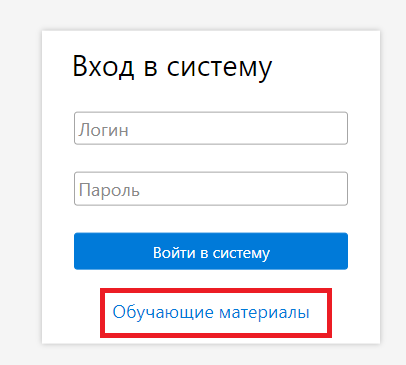 Вход в систему
Логин
Пароль
Войти в систему
Обучающие материалы